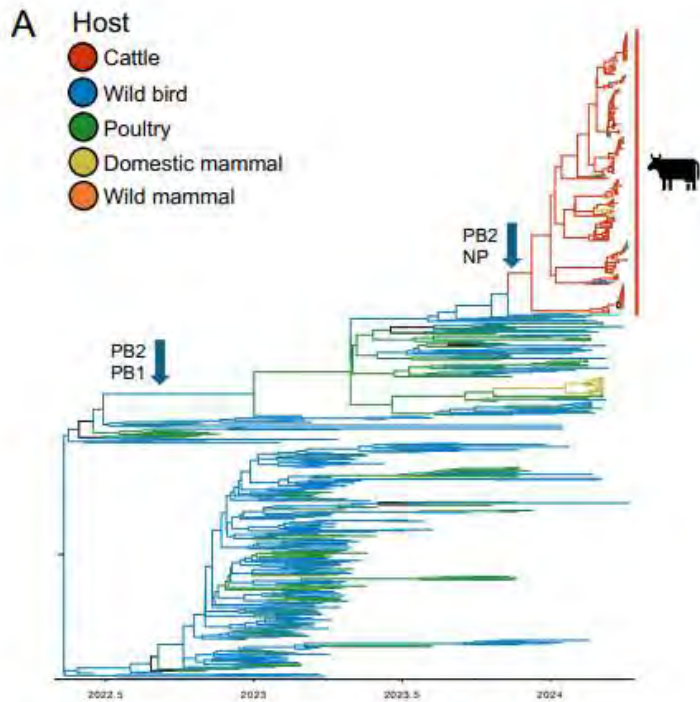 A
Host
Cattle
Wild bird
Poultry
Domestic mammal
Wild mammal
PB2
NP
PB2
PB1
2022.5
2023
2023.5
2024